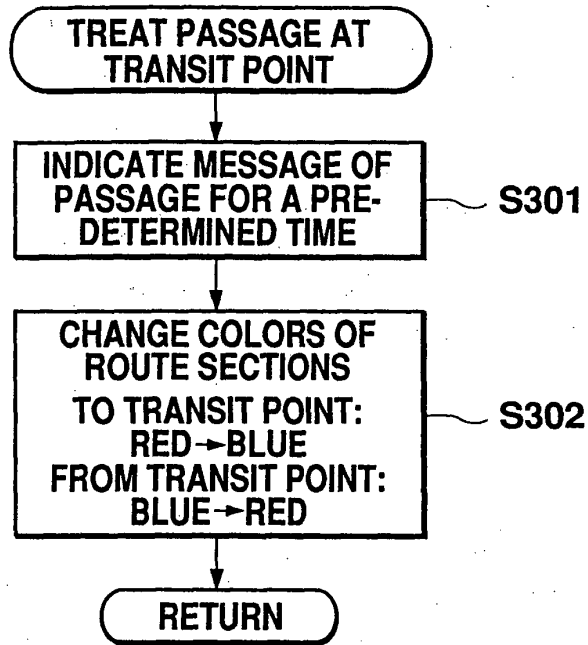 TREAT PASSAGE AT
TRANSIT POINT
INDICATE MESSAGE OF
PASSAGE FOR A PRE-
DETERMINED TIME
S301
CHANGE COLORS OF
ROUTE SECTIONS
TO TRANSIT POINT:
RED→BLUE
FROM TRANSIT POINT:
BLUE→RED
S302
RETURN